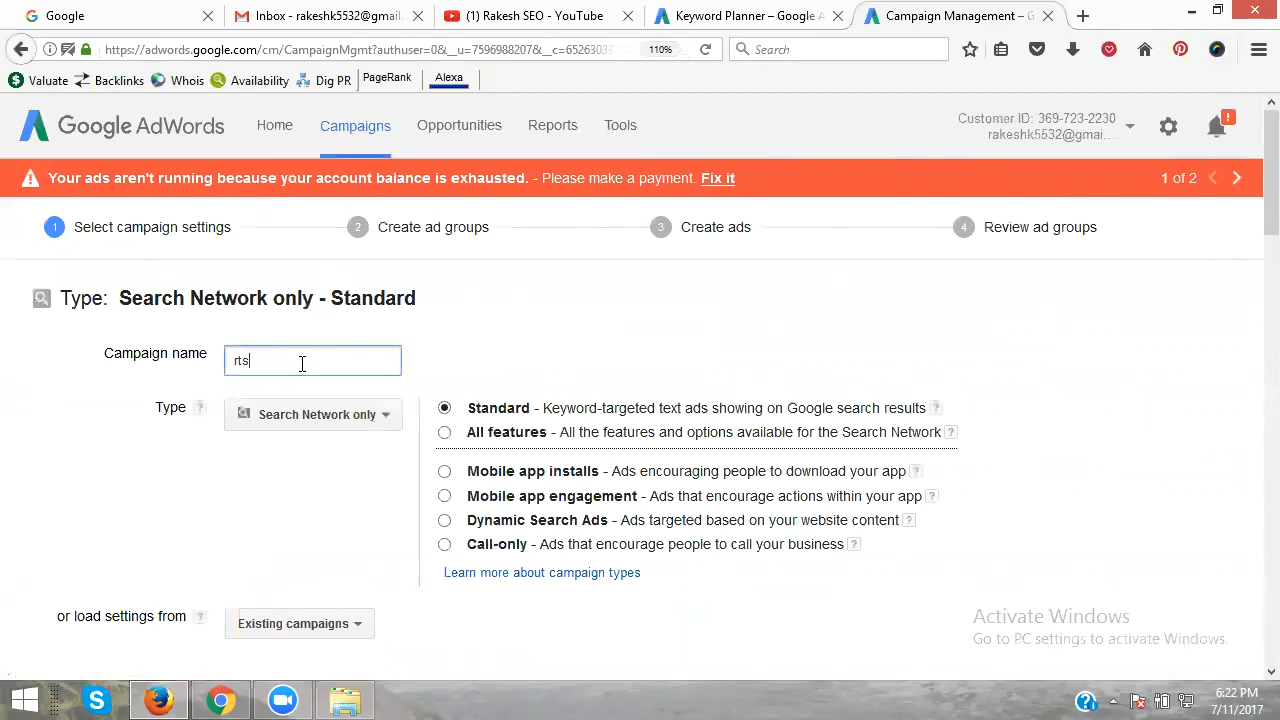 Google
Inbox - rakeshk5532@gmail.
(1) Rakesh SEO - YouTube
Keyword Planner – Google A
Campaign Management – G
https://adwords.google.com/cm/CampaignMgmt?authuser=0&__u=7596988207&__c=65263039
110%
Search
Valuate
Backlinks
Whois
Availability
Dig PR
PageRank
Alexa
Google AdWords
Home
Campaigns
Opportunities
Reports
Tools
Customer ID: 369-723-2230
rakeshk5532@gmai...
Your ads aren't running because your account balance is exhausted. - Please make a payment. Fix it
1 of 2
1 Select campaign settings
2 Create ad groups
3 Create ads
4 Review ad groups
Type: Search Network only - Standard
Campaign name
rts
Type ?
Search Network only
Standard - Keyword-targeted text ads showing on Google search results ?
All features - All the features and options available for the Search Network ?
Mobile app installs - Ads encouraging people to download your app ?
Mobile app engagement - Ads that encourage actions within your app ?
Dynamic Search Ads - Ads targeted based on your website content ?
Call-only - Ads that encourage people to call your business ?
Learn more about campaign types
or load settings from ?
Existing campaigns
Activate Windows
Go to PC settings to activate Windows.
6:22 PM
7/11/2017